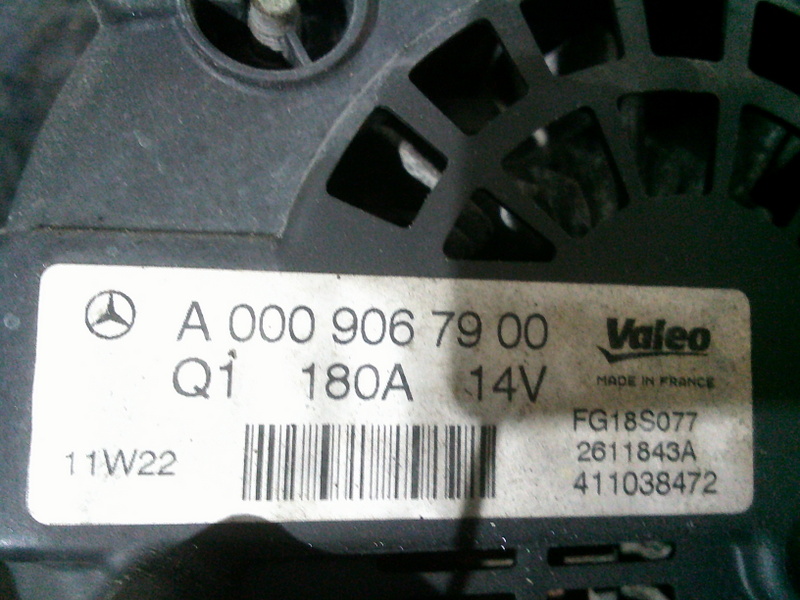 A 000 906 79 00
Q1 180A 14V
11W22
Valeo
MADE IN FRANCE
FG18S077
2611843A
411038472